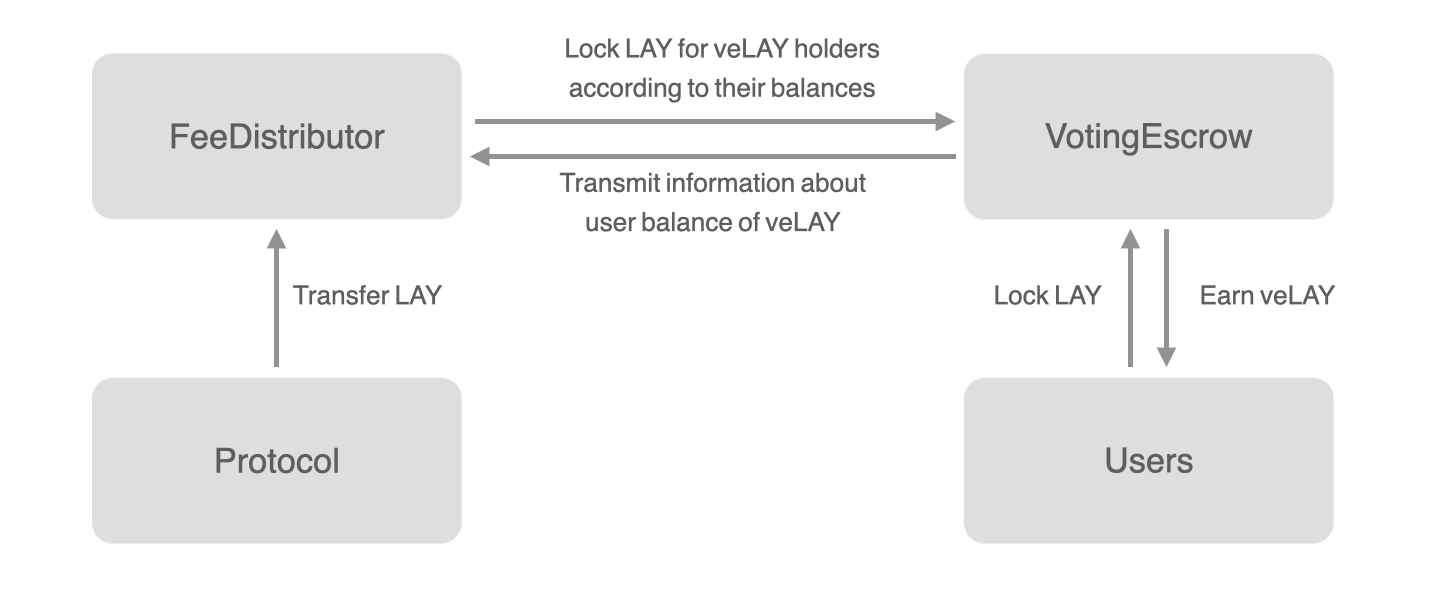 Lock LAY for veLAY holders
according to their balances
FeeDistributor
VotingEscrow
Transmit information about
user balance of veLAY
Transfer LAY
Lock LAY
Earn veLAY
Protocol
Users